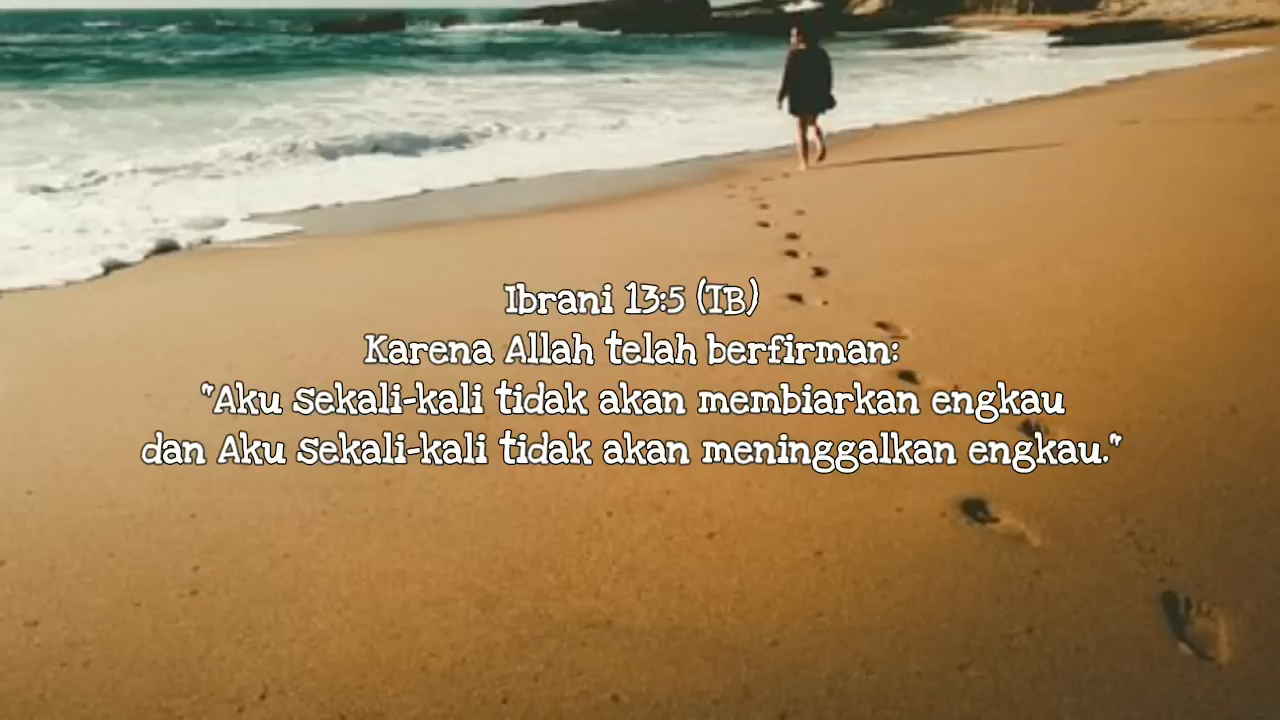 Ibrani 13:5 (TB)
Karena Allah telah berfirman:
"Aku sekali-kali tidak akan membiarkan engkau
dan Aku sekali-kali tidak akan meninggalkan engkau."